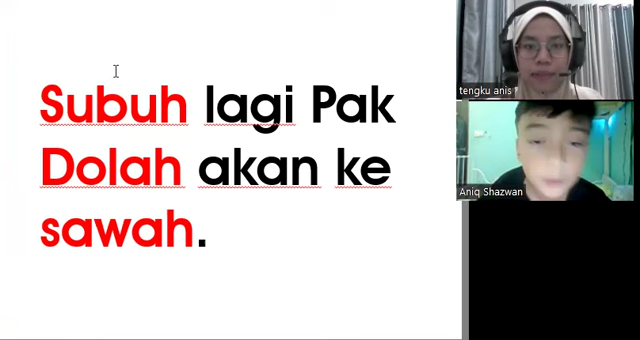 Subuh lagi Pak
Dolah akan ke
sawah.
tengku anis
Aniq Shazwan